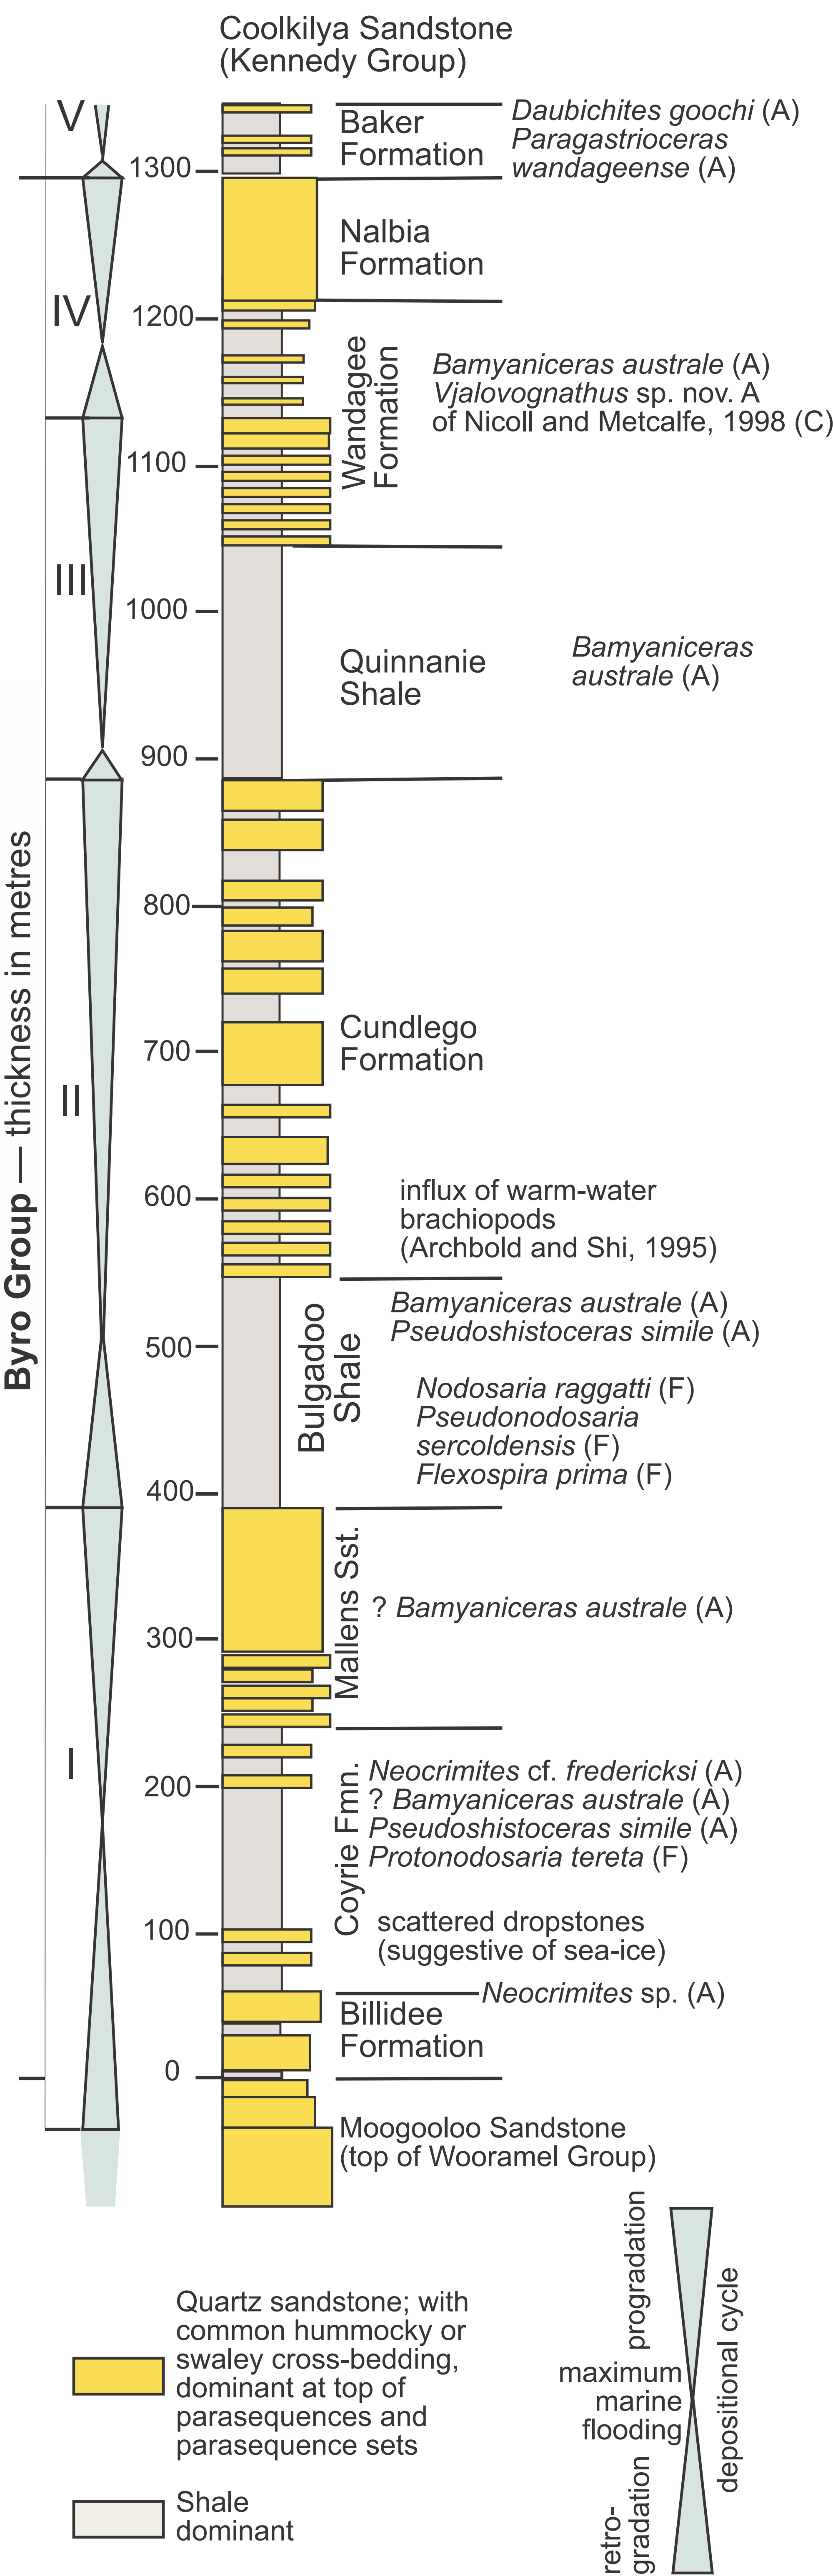 Coolkilya Sandstone
(Kennedy Group)
V
Baker
Formation
Daubichites goochi (A)
Paragastrioceras
wandageense (A)
1300
Nalbia
Formation
IV
1200
Wandagee
Formation
Bamyaniceras australe (A)
Vjalovognathus sp. nov. A
of Nicoll and Metcalfe, 1998 (C)
1100
III
1000
Quinnanie
Shale
Bamyaniceras
australe (A)
900
Byro Group — thickness in metres
800
Cundlego
Formation
700
II
600
influx of warm-water
brachiopods
(Archbold and Shi, 1995)
Bulgadoo
Shale
Bamyaniceras australe (A)
Pseudoshistoceras simile (A)
500
Nodosaria raggatti (F)
Pseudonodosaria
sercoldensis (F)
Flexospira prima (F)
400
Mallens Sst.
? Bamyaniceras australe (A)
300
I
200
Coyrie Fmn.
Neocrimites cf. fredericksi (A)
? Bamyaniceras australe (A)
Pseudoshistoceras simile (A)
Protonodosaria tereta (F)
100
scattered dropstones
(suggestive of sea-ice)
Neocrimites sp. (A)
Billidee
Formation
0
Moogooloo Sandstone
(top of Wooramel Group)
Quartz sandstone; with
common hummocky or
swaley cross-bedding,
dominant at top of
parasequences and
parasequence sets
Shale
dominant
progradation
maximum
marine
flooding
retro-
gradation
depositional cycle